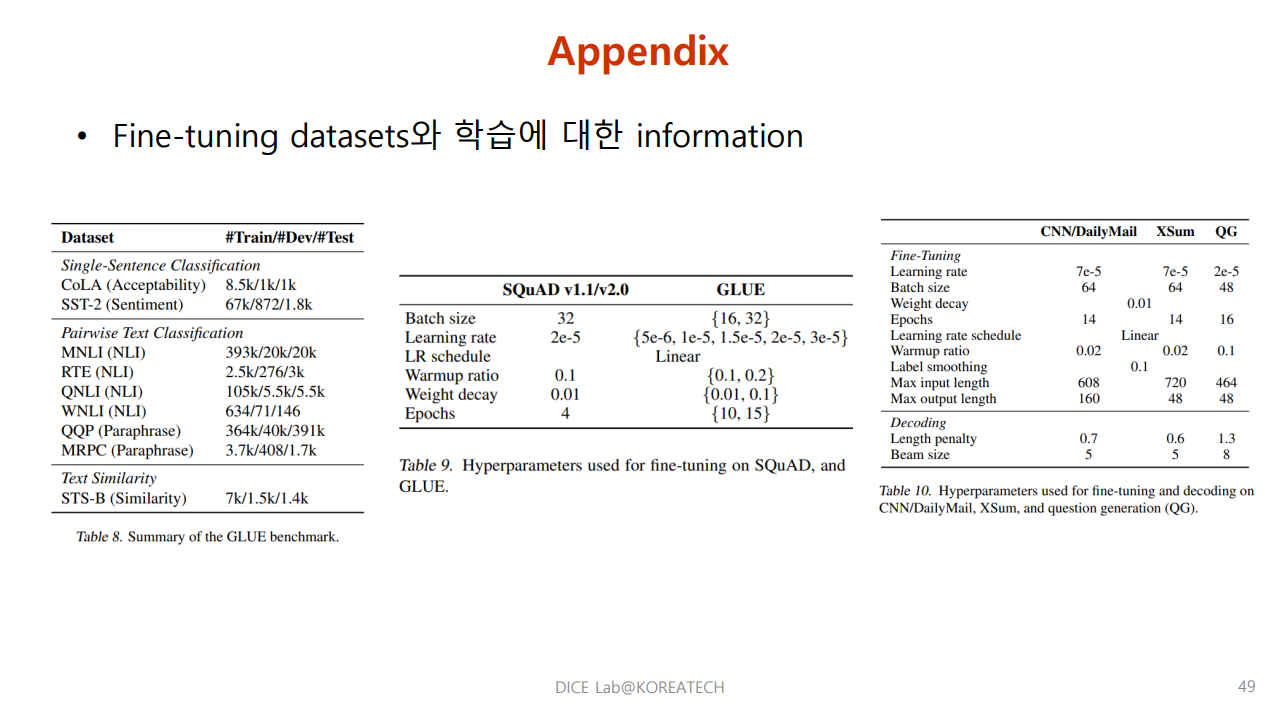 Appendix
• Fine-tuning datasets와 학습에 대한 information
Dataset #Train/#Dev/#Test
Single-Sentence Classification
CoLA (Acceptability) 8.5k/1k/1k
SST-2 (Sentiment) 67k/872/1.8k
Pairwise Text Classification
MNLI (NLI) 393k/20k/20k
RTE (NLI) 2.5k/276/3k
QNLI (NLI) 105k/5.5k/5.5k
WNLI (NLI) 634/71/146
QQP (Paraphrase) 364k/40k/391k
MRPC (Paraphrase) 3.7k/408/1.7k
Text Similarity
STS-B (Similarity) 7k/1.5k/1.4k
Table 8. Summary of the GLUE benchmark.
SQuAD v1.1/v2.0 GLUE
Batch size 32 {16, 32}
Learning rate 2e-5 {5e-6, 1e-5, 1.5e-5, 2e-5, 3e-5}
LR schedule Linear
Warmup ratio 0.1 {0.1, 0.2}
Weight decay 0.01 {0.01, 0.1}
Epochs 4 {10, 15}
Table 9. Hyperparameters used for fine-tuning on SQuAD, and
GLUE.
CNN/DailyMail XSum QG
Fine-Tuning
Learning rate 7e-5 7e-5 2e-5
Batch size 64 64 48
Weight decay 0.01
Epochs 14 14 16
Learning rate schedule Linear
Warmup ratio 0.02 0.02 0.1
Label smoothing 0.1
Max input length 608 720 464
Max output length 160 48 48
Decoding
Length penalty 0.7 0.6 1.3
Beam size 5 5 8
Table 10. Hyperparameters used for fine-tuning and decoding on
CNN/DailyMail, XSum, and question generation (QG).
DICE Lab@KOREATECH
49